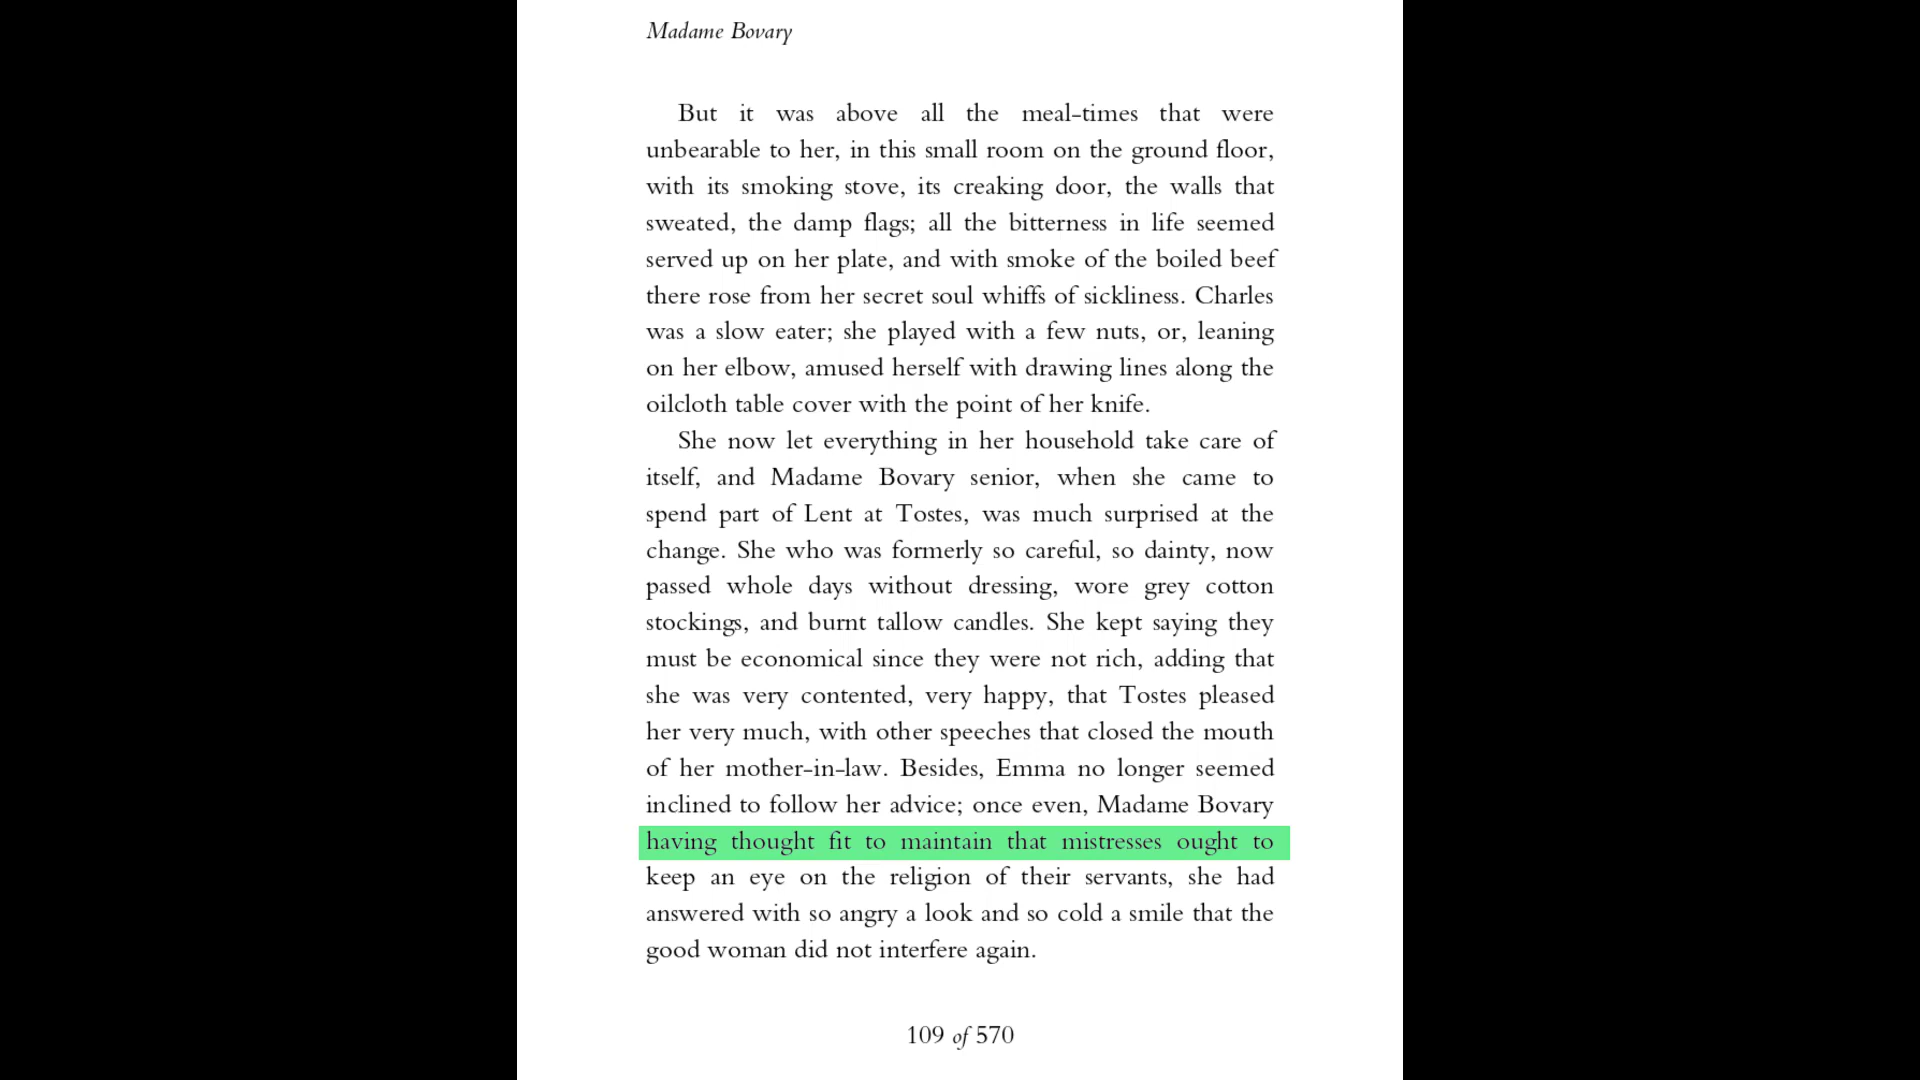 Madame Bovary
But it was above all the meal-times that were
unbearable to her, in this small room on the ground floor,
with its smoking stove, its creaking door, the walls that
sweated, the damp flags; all the bitterness in life seemed
served up on her plate, and with smoke of the boiled beef
there rose from her secret soul whiffs of sickliness. Charles
was a slow eater; she played with a few nuts, or, leaning
on her elbow, amused herself with drawing lines along the
oilcloth table cover with the point of her knife.
She now let everything in her household take care of
itself, and Madame Bovary senior, when she came to
spend part of Lent at Tostes, was much surprised at the
change. She who was formerly so careful, so dainty, now
passed whole days without dressing, wore grey cotton
stockings, and burnt tallow candles. She kept saying they
must be economical since they were not rich, adding that
she was very contented, very happy, that Tostes pleased
her very much, with other speeches that closed the mouth
of her mother-in-law. Besides, Emma no longer seemed
inclined to follow her advice; once even, Madame Bovary
having thought fit to maintain that mistresses ought to
keep an eye on the religion of their servants, she had
answered with so angry a look and so cold a smile that the
good woman did not interfere again.
109 of 570